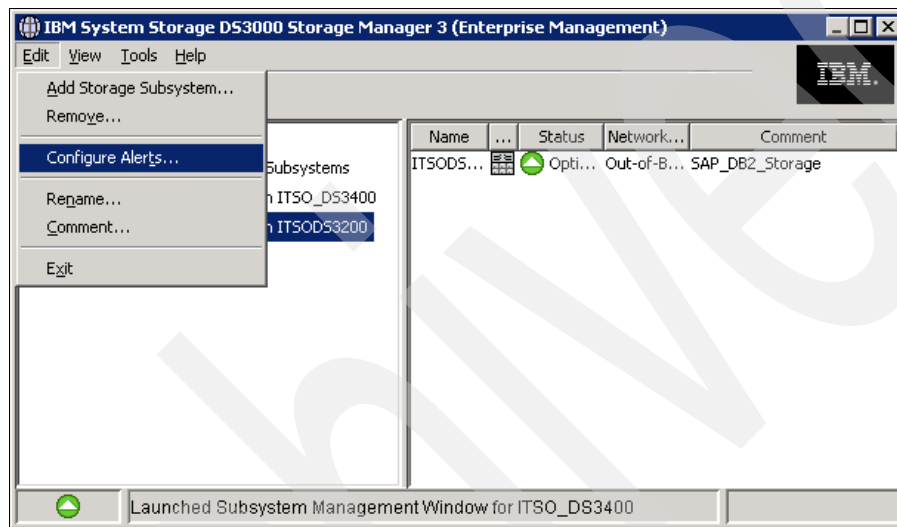 IBM System Storage DS3000 Storage Manager 3 (Enterprise Management)
Edit View Tools Help
IBM.
Add Storage Subsystem...
Remove...
Configure Alerts...
Rename...
Comment...
Exit
Subsystems
ITSO_DS3400
ITSODS3200
Name ... Status Network... Comment
ITSODS... Opti... Out-of-B... SAP_DB2_Storage
Launched Subsystem Management Window for ITSO_DS3400